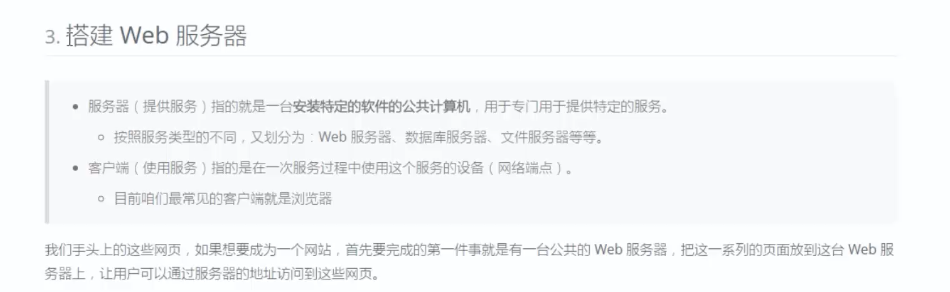 3. 搭建 Web 服务器
服务器（提供服务）指的就是一台安装特定的软件的公共计算机，用于专门用于提供特定的服务。
按照服务类型的不同，又划分为：Web 服务器、数据库服务器、文件服务器等等。
客户端（使用服务）指的是在一次服务过程中使用这个服务的设备（网络端点）。
目前咱们最常见的客户端就是浏览器
我们手头上的这些网页，如果想要成为一个网站，首先要完成的第一件事就是有一台公共的 Web 服务器，把这一系列的页面放到这台 Web 服
务器上，让用户可以通过服务器的地址访问到这些网页。